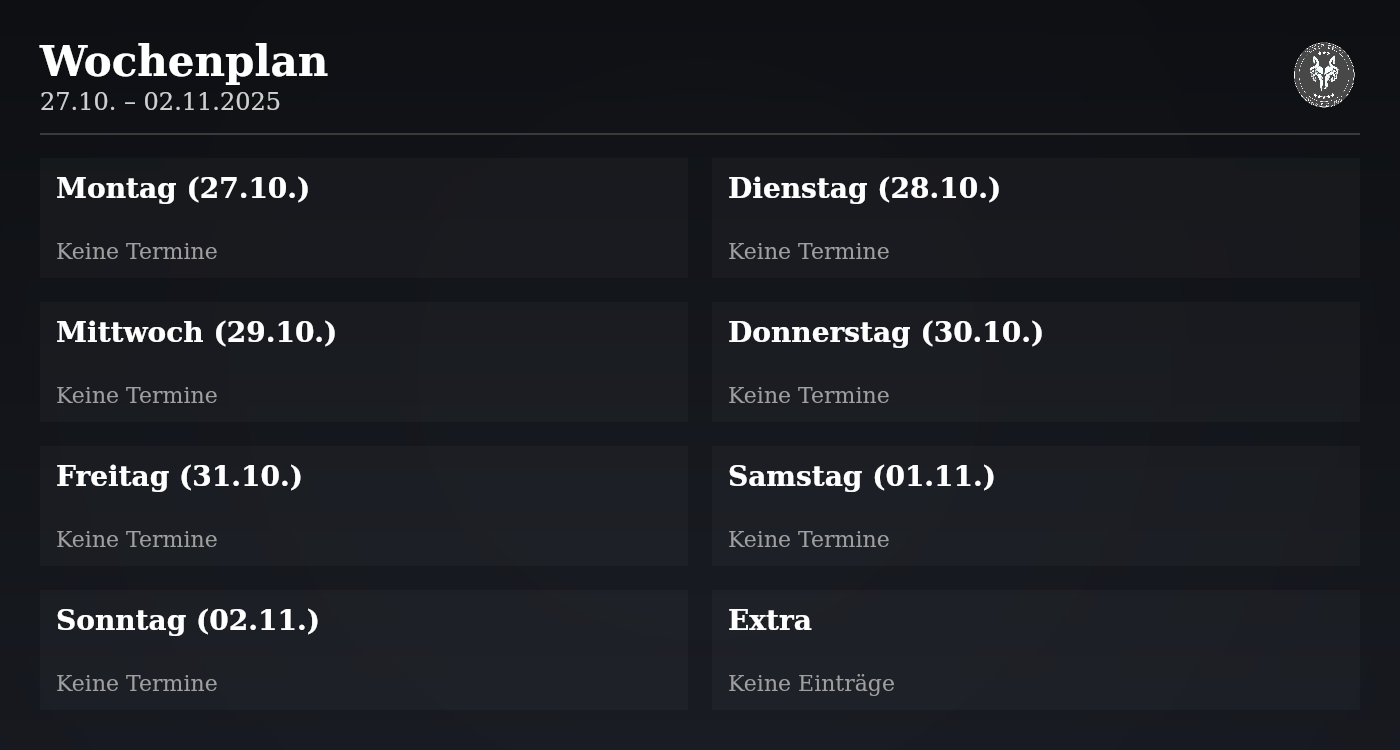 Wochenplan
27.10. – 02.11.2025
Montag (27.10.)
Keine Termine
Dienstag (28.10.)
Keine Termine
Mittwoch (29.10.)
Keine Termine
Donnerstag (30.10.)
Keine Termine
Freitag (31.10.)
Keine Termine
Samstag (01.11.)
Keine Termine
Sonntag (02.11.)
Keine Termine
Extra
Keine Einträge